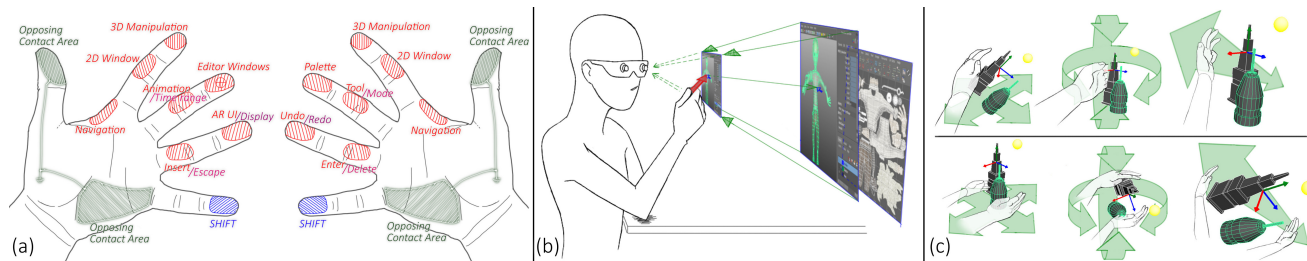 Opposing
Contact Area
3D Manipulation
2D Window
Editor Windows
Animation
/Time Range
Navigation
AR UI/Display
Insert
/Escape
SHIFT
Opposing
Contact Area
(a)
3D Manipulation
2D Window
Opposing
Contact Area
Palette
Tool
/Mode
Navigation
Undo
/Redo
Enter
/Delete
SHIFT
Opposing
Contact Area
(b)
(c)